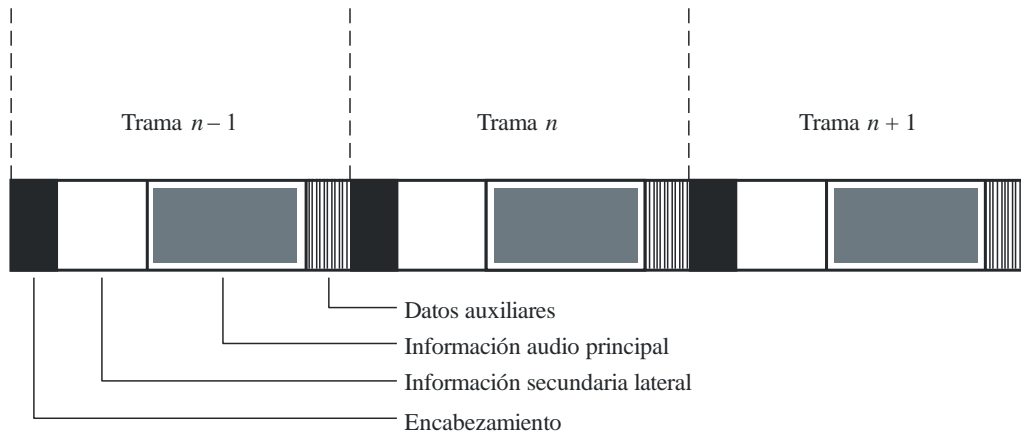 Trama n – 1
Trama n
Trama n + 1
Datos auxiliares
Información audio principal
Información secundaria lateral
Encabezamiento